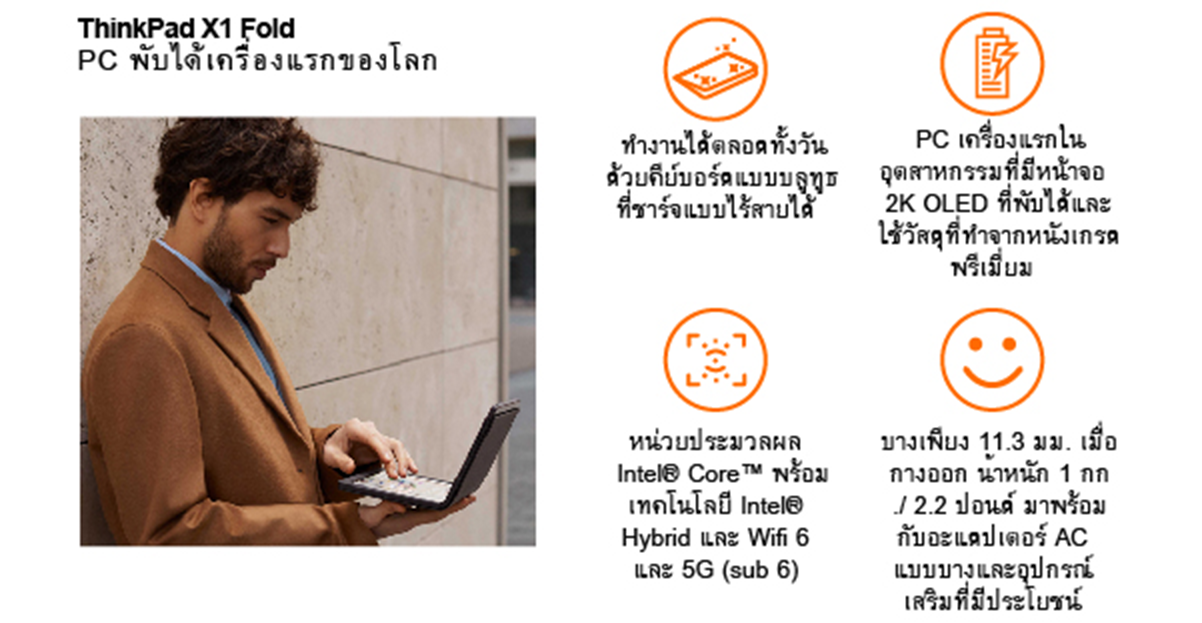 ThinkPad X1 Fold
PC พับได้เครื่องแรกของโลก
ทำงานได้ตลอดทั้งวัน
ด้วยคีย์บอร์ดแบบบลูทูธ
ที่ชาร์จแบบไร้สายได้
PC เครื่องแรกใน
อุตสาหกรรมที่มีหน้าจอ
2K OLED ที่พับได้และ
ใช้วัสดุที่ทำจากหนังเกรด
พรีเมี่ยม
หน่วยประมวลผล
Intel® Core™ พร้อม
เทคโนโลยี Intel®
Hybrid และ Wifi 6
และ 5G (sub 6)
บางเพียง 11.3 มม. เมื่อ
กางออก น้ำหนัก 1 กก
./ 2.2 ปอนด์ มาพร้อม
กับอะแดปเตอร์ AC
แบบบางและอุปกรณ์
เสริมที่มีประโยชน์